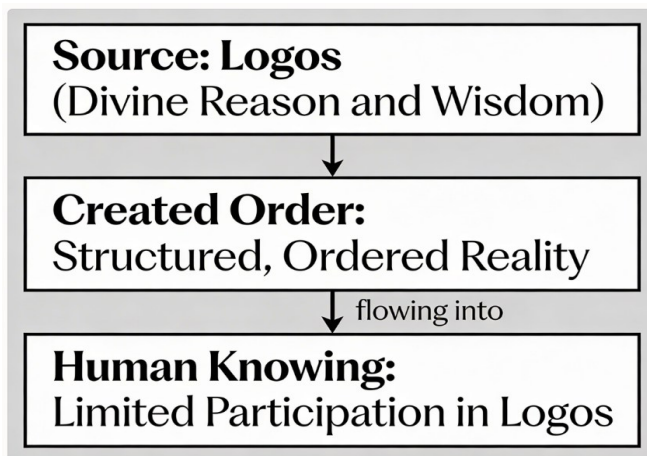 Source: Logos
(Divine Reason and Wisdom)
Created Order:
Structured, Ordered Reality
flowing into
Human Knowing:
Limited Participation in Logos